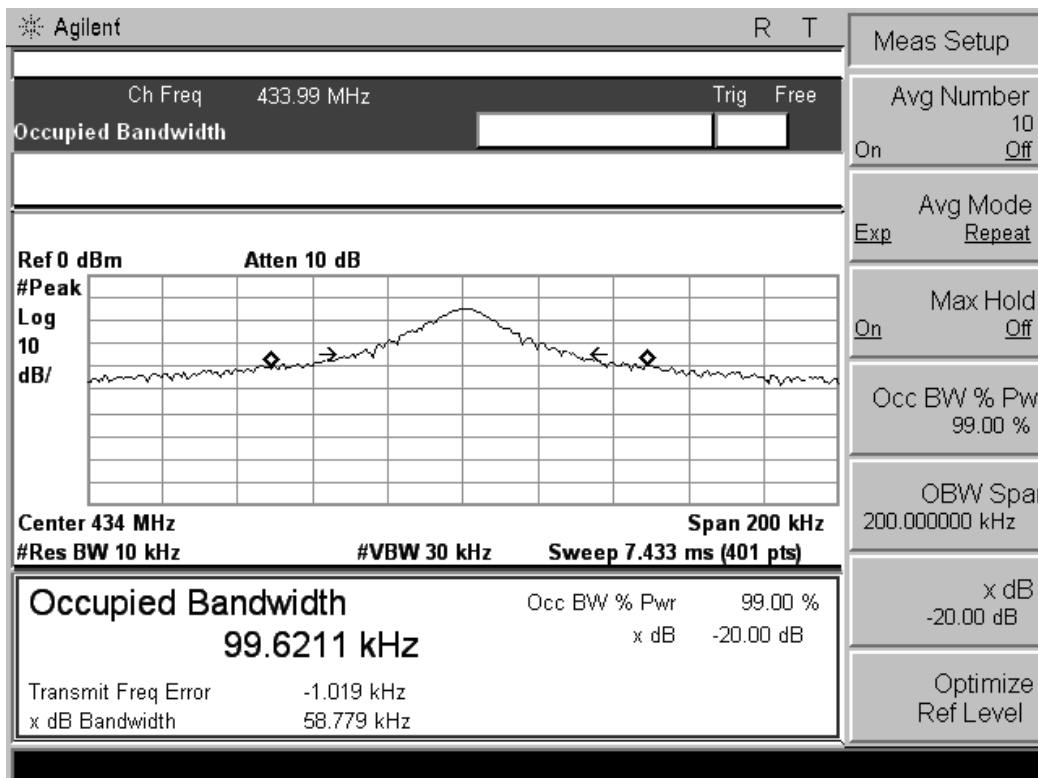 Agilent R T
Ch Freq 433.99 MHz Trig Free
Occupied Bandwidth
Ref 0 dBm Atten 10 dB
#Peak
Log
10
dB/
Center 434 MHz Span 200 kHz
#Res BW 10 kHz #VBW 30 kHz Sweep 7.433 ms (401 pts)
Occupied Bandwidth Occ BW % Pwr 99.00 %
99.6211 kHz x dB -20.00 dB
Transmit Freq Error -1.019 kHz
x dB Bandwidth 58.779 kHz
Meas Setup
Avg Number
10
On Off
Avg Mode
Exp Repeat
Max Hold
On Off
Occ BW % Pw
99.00 %
OBW Spa
200.000000 kHz
x dB
-20.00 dB
Optimize
Ref Level